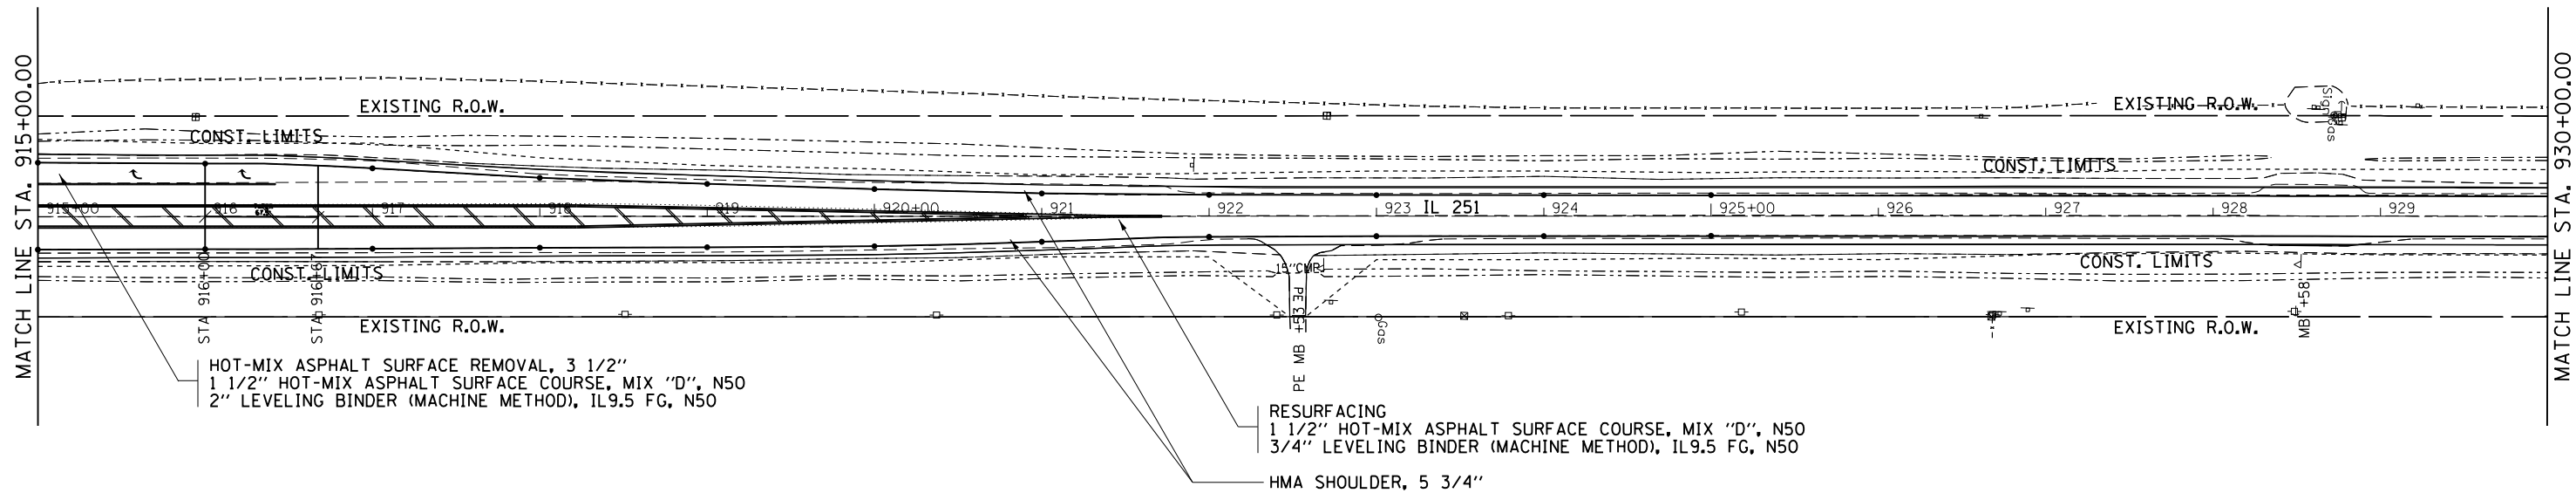 MATCH LINE STA. 915+00.00
EXISTING R.O.W.
EXISTING R.O.W.
Sign
Gas
CONST. LIMITS
CONST. LIMITS
915+00 916 917 918 919 920+00 921 922 923 IL 251 924 925+00 926 927 928 929
CONST. LIMITS
CONST. LIMITS
15"CMP
STA 916+00
STA 916+67
PE +53
PE MB
Gas
MB +58
EXISTING R.O.W.
EXISTING R.O.W.
MATCH LINE STA. 930+00.00
HOT-MIX ASPHALT SURFACE REMOVAL, 3 1/2"
1 1/2" HOT-MIX ASPHALT SURFACE COURSE, MIX "D", N50
2" LEVELING BINDER (MACHINE METHOD), IL9.5 FG, N50
RESURFACING
1 1/2" HOT-MIX ASPHALT SURFACE COURSE, MIX "D", N50
3/4" LEVELING BINDER (MACHINE METHOD), IL9.5 FG, N50
HMA SHOULDER, 5 3/4"